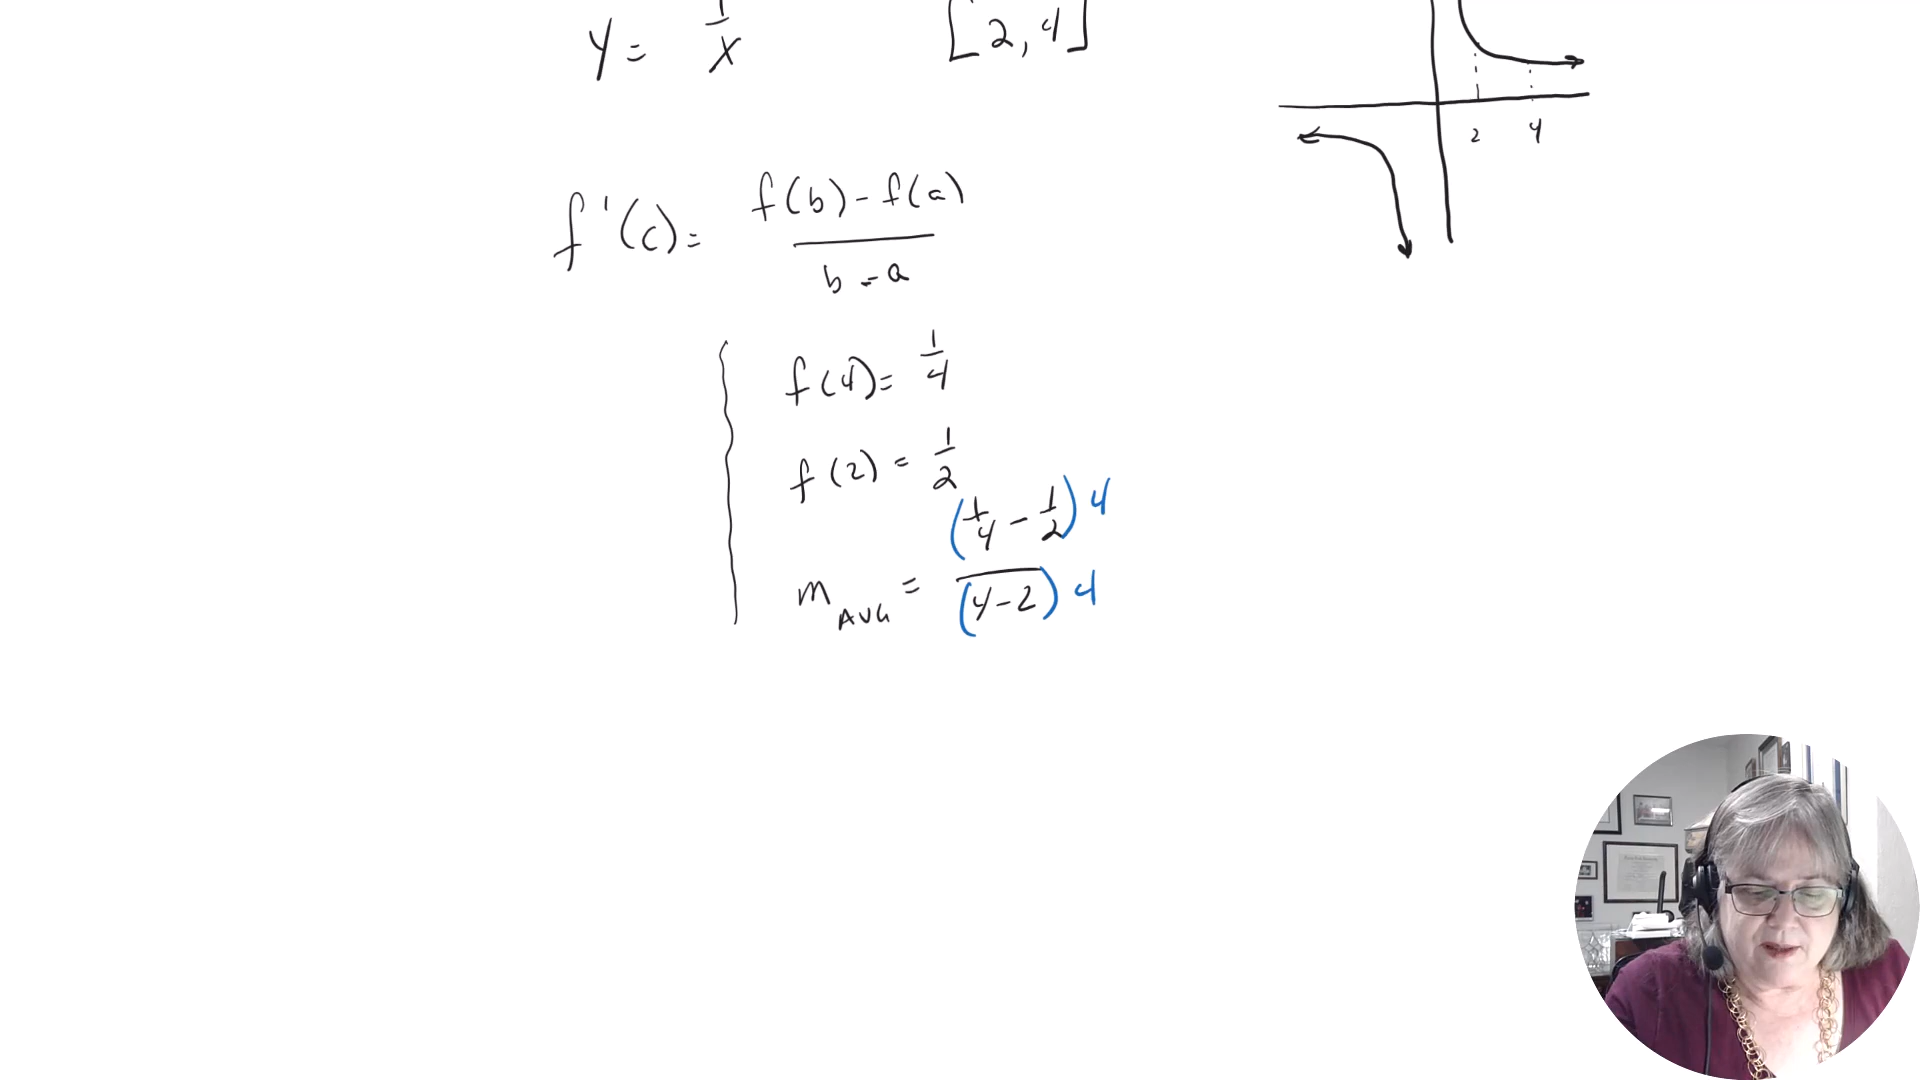 y = 1/x [2, 4]
2 4
f'(c) = f(b) - f(a)
b - a
f(4) = 1/4
f(2) = 1/2
(1/4 - 1/2) 4
m AVG = (4 - 2) 4